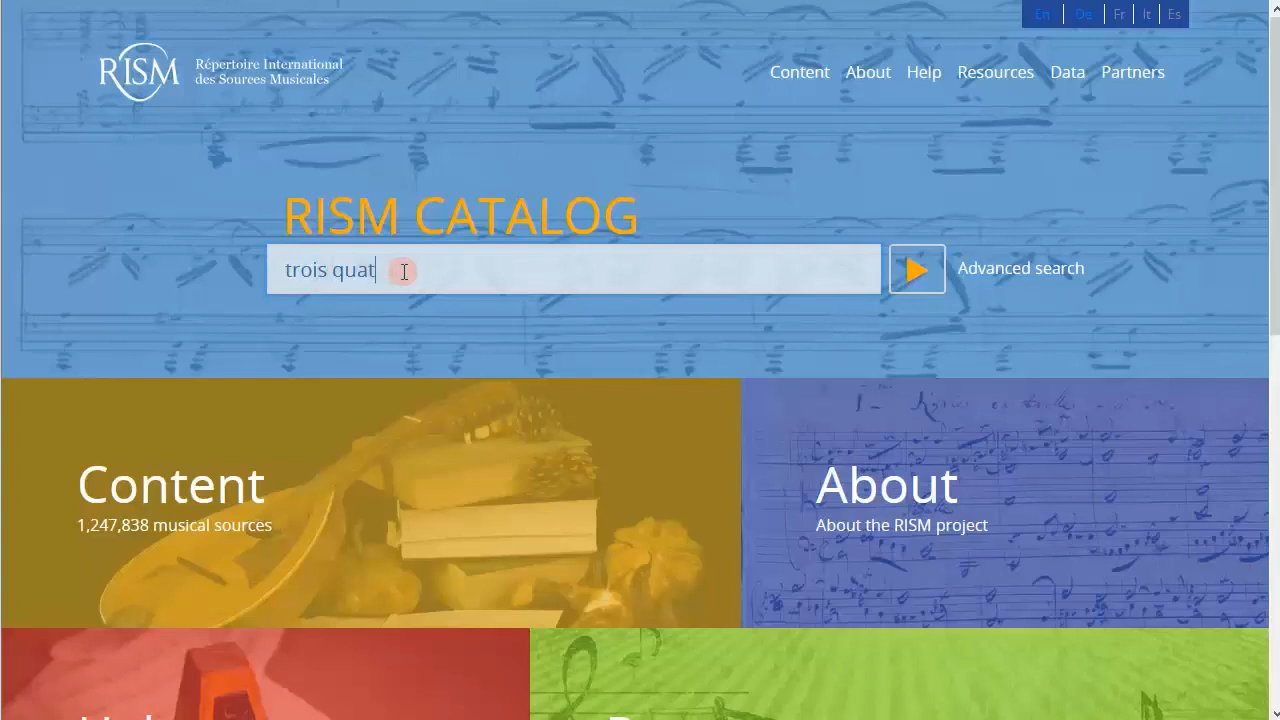 En De Fr It Es
RISM
Répertoire International
des Sources Musicales
Content About Help Resources Data Partners
RISM CATALOG
trois quat
Advanced search
Content
1,247,838 musical sources
About
About the RISM project